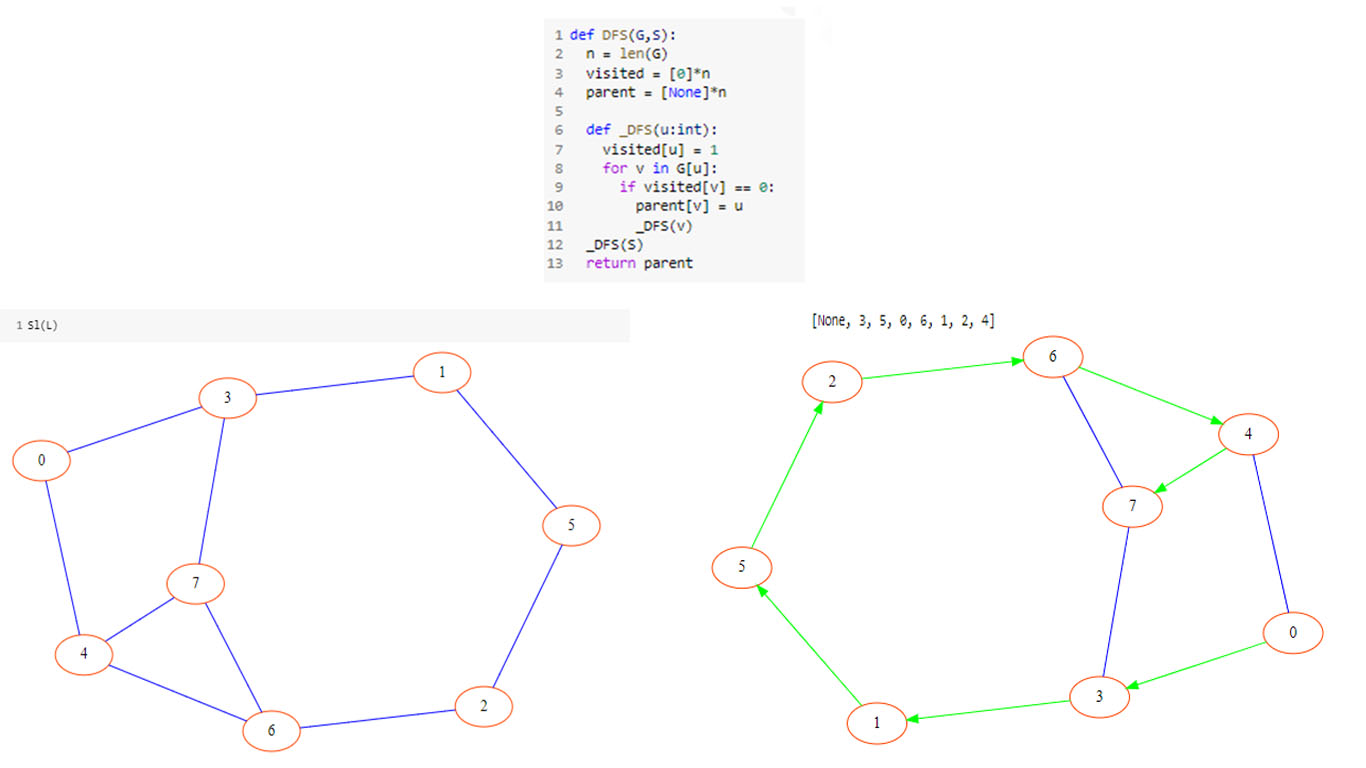 1 def DFS(G,S):
2 n = len(G)
3 visited = [0]*n
4 parent = [None]*n
5
6 def _DFS(u:int):
7 visited[u] = 1
8 for v in G[u]:
9 if visited[v] == 0:
10 parent[v] = u
11 _DFS(v)
12 _DFS(S)
13 return parent
1 Sl(L)
1
3
0
5
7
4
2
6
[None, 3, 5, 0, 6, 1, 2, 4]
6
2
4
7
5
0
3
1